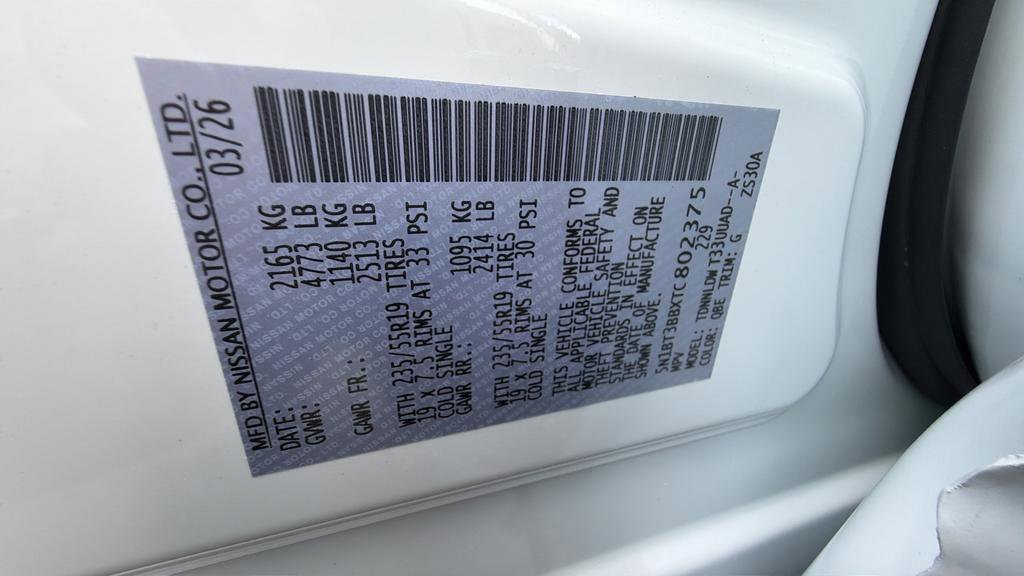 MFD BY NISSAN MOTOR CO., LTD.
DATE: 03/26
GVWR: 2165 KG
4773 LB
GAWR FR.: 1140 KG
2513 LB
WITH 235/55R19 TIRES
19 X 7.5 RIMS AT 33 PSI
COLD SINGLE
GAWR RR.: 1095 KG
2414 LB
WITH 235/55R19 TIRES
19 X 7.5 RIMS AT 30 PSI
COLD SINGLE
THIS VEHICLE CONFORMS TO
ALL APPLICABLE FEDERAL
MOTOR VEHICLE SAFETY AND
THEFT PREVENTION
STANDARDS IN EFFECT ON
THE DATE OF MANUFACTURE
SHOWN ABOVE.
5N1BT3BBXTC802375
MPV 229
MODEL: TDMNLDWT33UUAD--A-
COLOR: QBE TRIM: G ZS30A